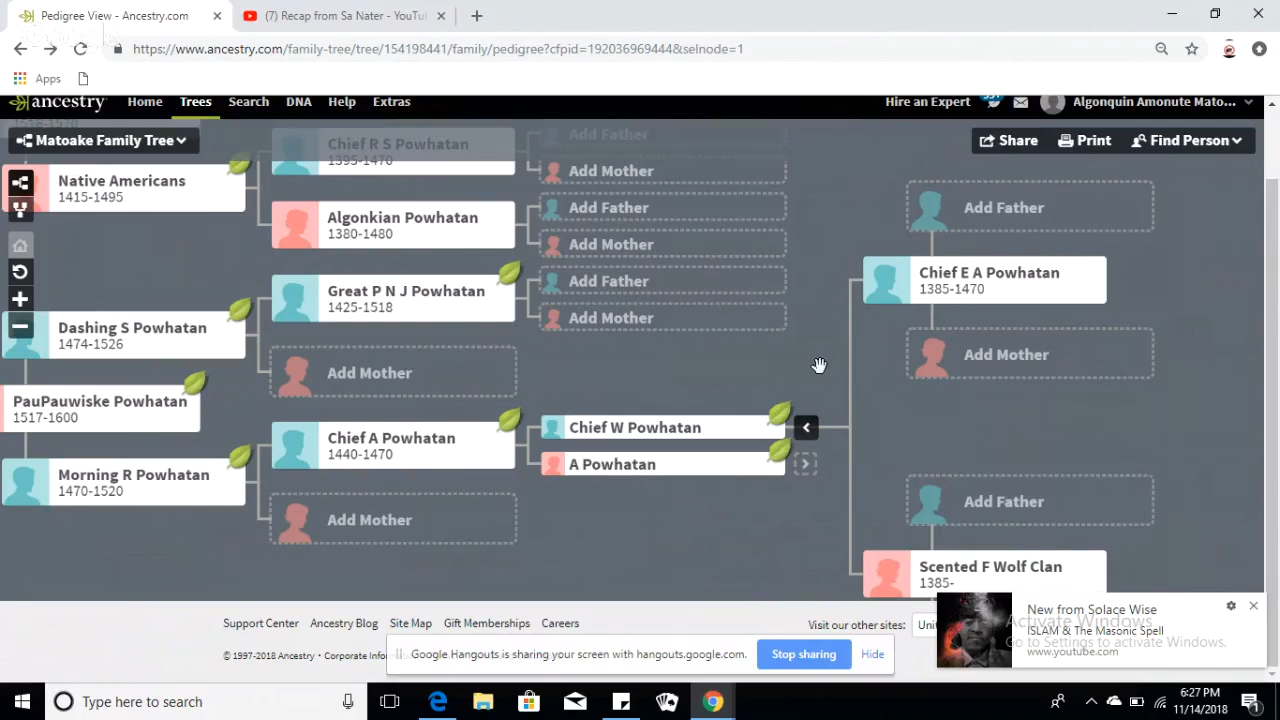 Pedigree View - Ancestry.com
(7) Recap from Sa Nater - YouTu
https://www.ancestry.com/family-tree/tree/154198441/family/pedigree?cfpid=192036969444&selnode=1
Apps
ancestry
Home
Trees
Search
DNA
Help
Extras
Hire an Expert
Algonquin Amonute Mato...
Matoake Family Tree
Share
Print
Find Person
Chief R S Powhatan
1395-1470
Add Father
Add Mother
Native Americans
1415-1495
Algonkian Powhatan
1380-1480
Add Father
Add Mother
Add Father
Chief E A Powhatan
1385-1470
Great P N J Powhatan
1425-1518
Add Father
Add Mother
Dashing S Powhatan
1474-1526
Add Mother
Add Mother
PauPauwiske Powhatan
1517-1600
Chief A Powhatan
1440-1470
Chief W Powhatan
A Powhatan
Morning R Powhatan
1470-1520
Add Mother
Add Father
Scented F Wolf Clan
1385-
Support Center
Ancestry Blog
Site Map
Gift Memberships
Careers
Visit our other sites:
© 1997-2018 Ancestry
Google Hangouts is sharing your screen with hangouts.google.com.
Stop sharing
Hide
New from Solace Wise
ISLAM & The Masonic Spell
www.youtube.com
Activate Windows
Go to Settings to activate Windows.
Type here to search
6:27 PM
11/14/2018